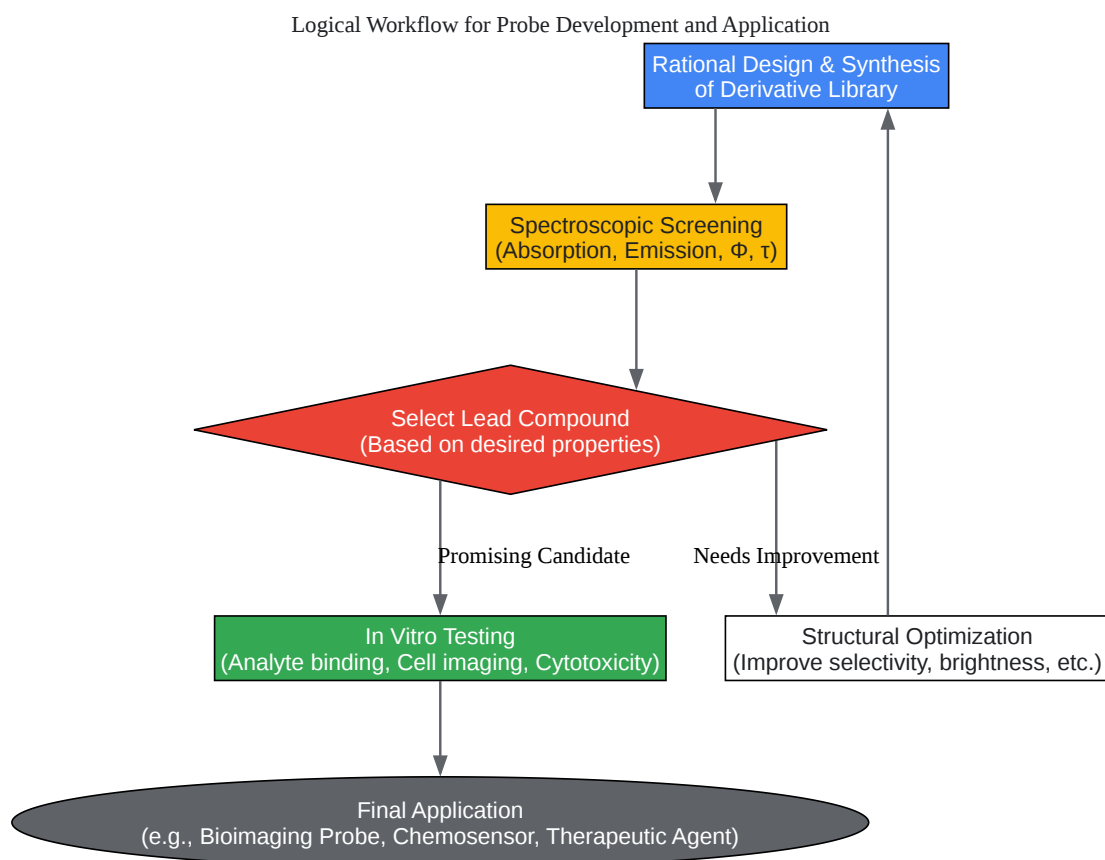 Logical Workflow for Probe Development and Application
Rational Design & Synthesis
of Derivative Library
Spectroscopic Screening
(Absorption, Emission, Φ, τ)
Select Lead Compound
(Based on desired properties)
Promising Candidate
Needs Improvement
In Vitro Testing
(Analyte binding, Cell imaging, Cytotoxicity)
Structural Optimization
(Improve selectivity, brightness, etc.)
Final Application
(e.g., Bioimaging Probe, Chemosensor, Therapeutic Agent)